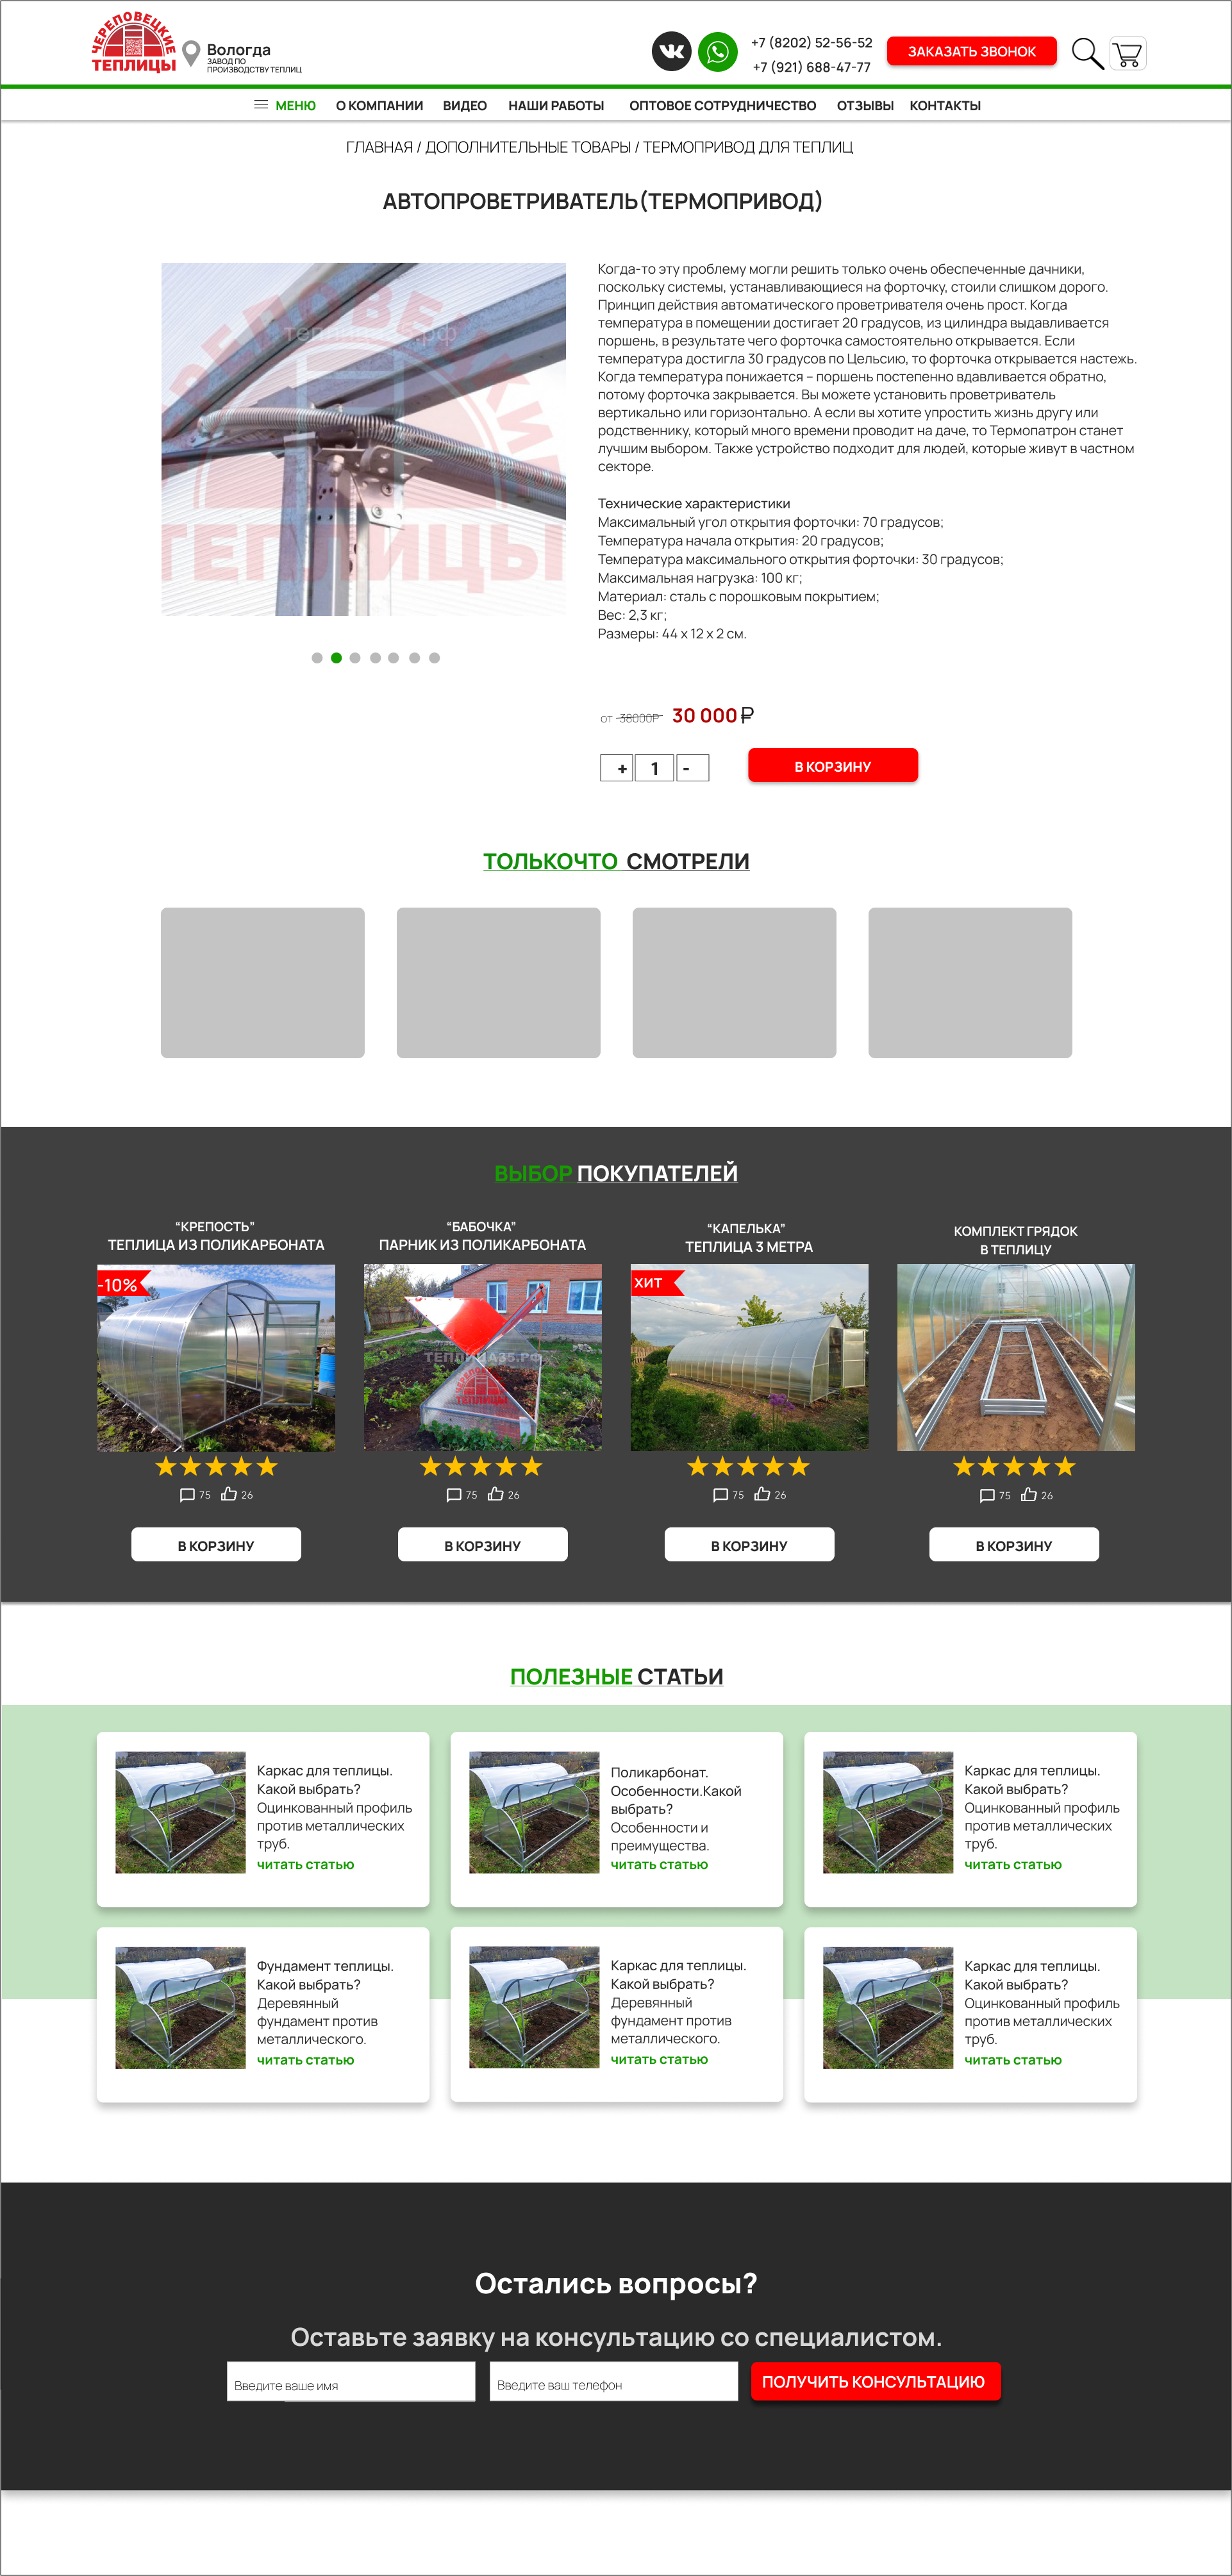 ЧЕРЕПОВЕЦКИЕ
ТЕПЛИЦЫ
Вологда
ЗАВОД ПО
ПРОИЗВОДСТВУ ТЕПЛИЦ
+7 (8202) 52-56-52
+7 (921) 688-47-77
ЗАКАЗАТЬ ЗВОНОК
МЕНЮ О КОМПАНИИ ВИДЕО НАШИ РАБОТЫ ОПТОВОЕ СОТРУДНИЧЕСТВО ОТЗЫВЫ КОНТАКТЫ
ГЛАВНАЯ / ДОПОЛНИТЕЛЬНЫЕ ТОВАРЫ / ТЕРМОПРИВОД ДЛЯ ТЕПЛИЦ
АВТОПРОВЕТРИВАТЕЛЬ(ТЕРМОПРИВОД)
ТЕПЛИЦЫ
Когда-то эту проблему могли решить только очень обеспеченные дачники,
поскольку системы, устанавливающиеся на форточку, стоили слишком дорого.
Принцип действия автоматического проветривателя очень прост. Когда
температура в помещении достигает 20 градусов, из цилиндра выдавливается
поршень, в результате чего форточка самостоятельно открывается. Если
температура достигла 30 градусов по Цельсию, то форточка открывается настежь.
Когда температура понижается – поршень постепенно вдавливается обратно,
потому форточка закрывается. Вы можете установить проветриватель
вертикально или горизонтально. А если вы хотите упростить жизнь другу или
родственнику, который много времени проводит на даче, то Термопатрон станет
лучшим выбором. Также устройство подходит для людей, которые живут в частном
секторе.
Технические характеристики
Максимальный угол открытия форточки: 70 градусов;
Температура начала открытия: 20 градусов;
Температура максимального открытия форточки: 30 градусов;
Максимальная нагрузка: 100 кг;
Материал: сталь с порошковым покрытием;
Вес: 2,3 кг;
Размеры: 44 х 12 х 2 см.
от 38000Р 30 000 ₽
+ 1 -
В КОРЗИНУ
ТОЛЬКОЧТО СМОТРЕЛИ
ВЫБОР ПОКУПАТЕЛЕЙ
“КРЕПОСТЬ”
ТЕПЛИЦА ИЗ ПОЛИКАРБОНАТА
-10%
75 26
В КОРЗИНУ
“БАБОЧКА”
ПАРНИК ИЗ ПОЛИКАРБОНАТА
ТЕПЛИЦА35.РФ
ТЕПЛИЦЫ
75 26
В КОРЗИНУ
“КАПЕЛЬКА”
ТЕПЛИЦА 3 МЕТРА
ХИТ
75 26
В КОРЗИНУ
КОМПЛЕКТ ГРЯДОК
В ТЕПЛИЦУ
75 26
В КОРЗИНУ
ПОЛЕЗНЫЕ СТАТЬИ
Каркас для теплицы.
Какой выбрать?
Оцинкованный профиль
против металлических
труб.
читать статью
Поликарбонат.
Особенности.Какой
выбрать?
Особенности и
преимущества.
читать статью
Каркас для теплицы.
Какой выбрать?
Оцинкованный профиль
против металлических
труб.
читать статью
Фундамент теплицы.
Какой выбрать?
Деревянный
фундамент против
металлического.
читать статью
Каркас для теплицы.
Какой выбрать?
Деревянный
фундамент против
металлического.
читать статью
Каркас для теплицы.
Какой выбрать?
Оцинкованный профиль
против металлических
труб.
читать статью
Остались вопросы?
Оставьте заявку на консультацию со специалистом.
Введите ваше имя
Введите ваш телефон
ПОЛУЧИТЬ КОНСУЛЬТАЦИЮ